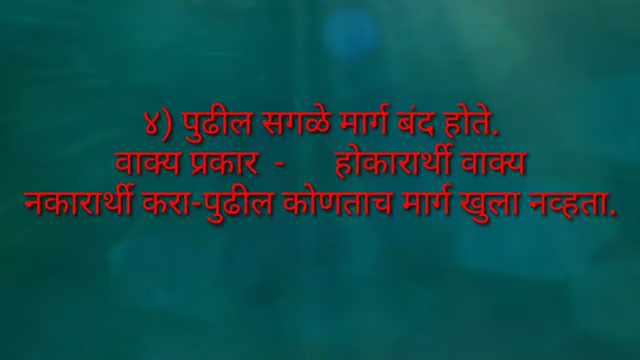 ४) पुढील सगळे मार्ग बंद होते.
वाक्य प्रकार - होकारार्थी वाक्य
नकारार्थी करा-पुढील कोणताच मार्ग खुला नव्हता.